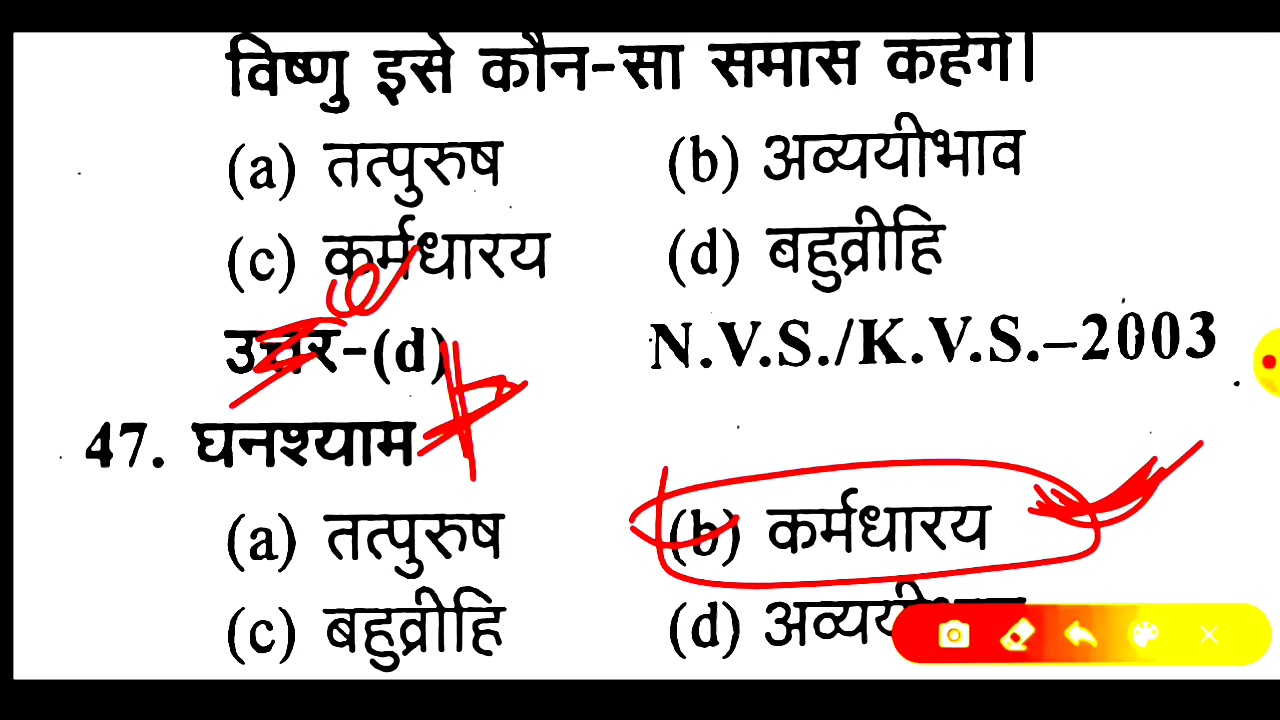 विष्णु इसे कौन-सा समास कहेंगे।
(a) तत्पुरुष (b) अव्ययीभाव
(c) कर्मधारय (d) बहुव्रीहि
उत्तर-(d) N.V.S./K.V.S.–2003
47. घनश्याम
(a) तत्पुरुष (b) कर्मधारय
(c) बहुव्रीहि (d)